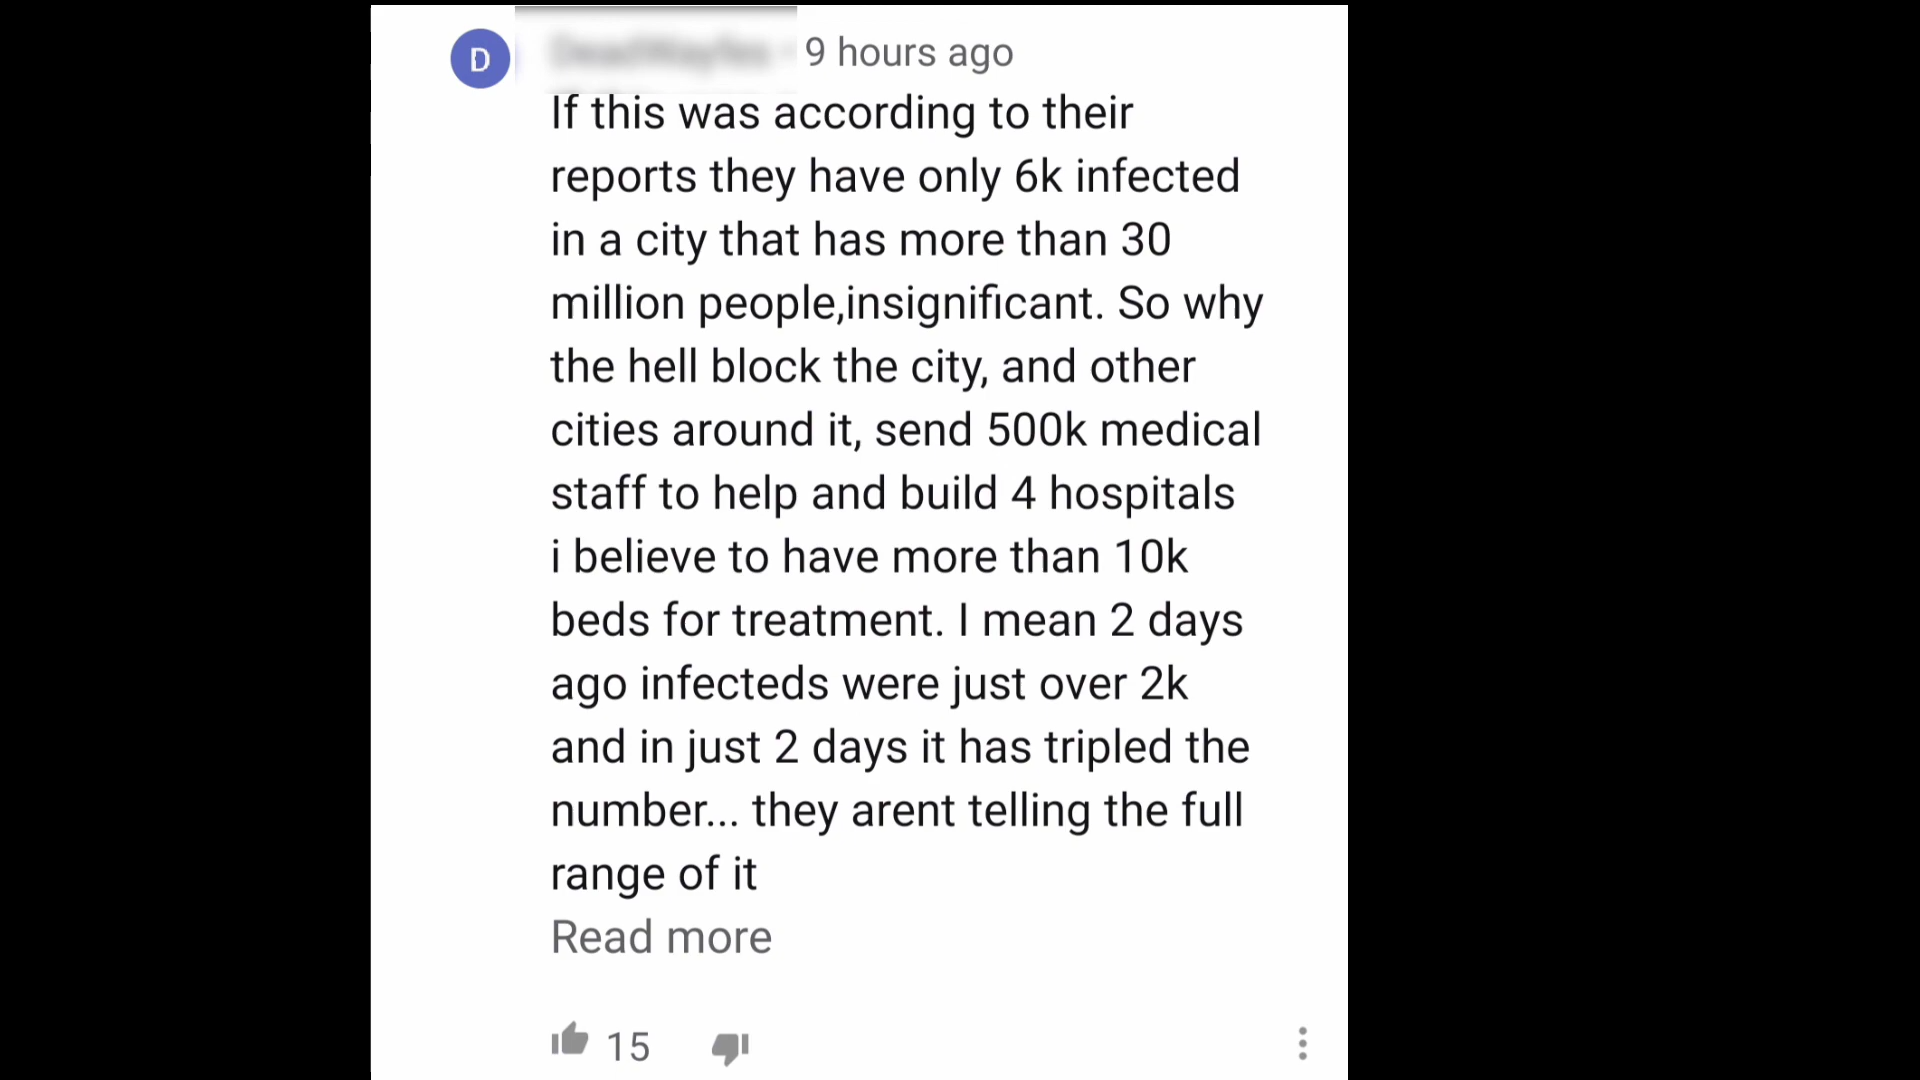 D
9 hours ago
If this was according to their
reports they have only 6k infected
in a city that has more than 30
million people,insignificant. So why
the hell block the city, and other
cities around it, send 500k medical
staff to help and build 4 hospitals
i believe to have more than 10k
beds for treatment. I mean 2 days
ago infecteds were just over 2k
and in just 2 days it has tripled the
number... they arent telling the full
range of it
Read more
15